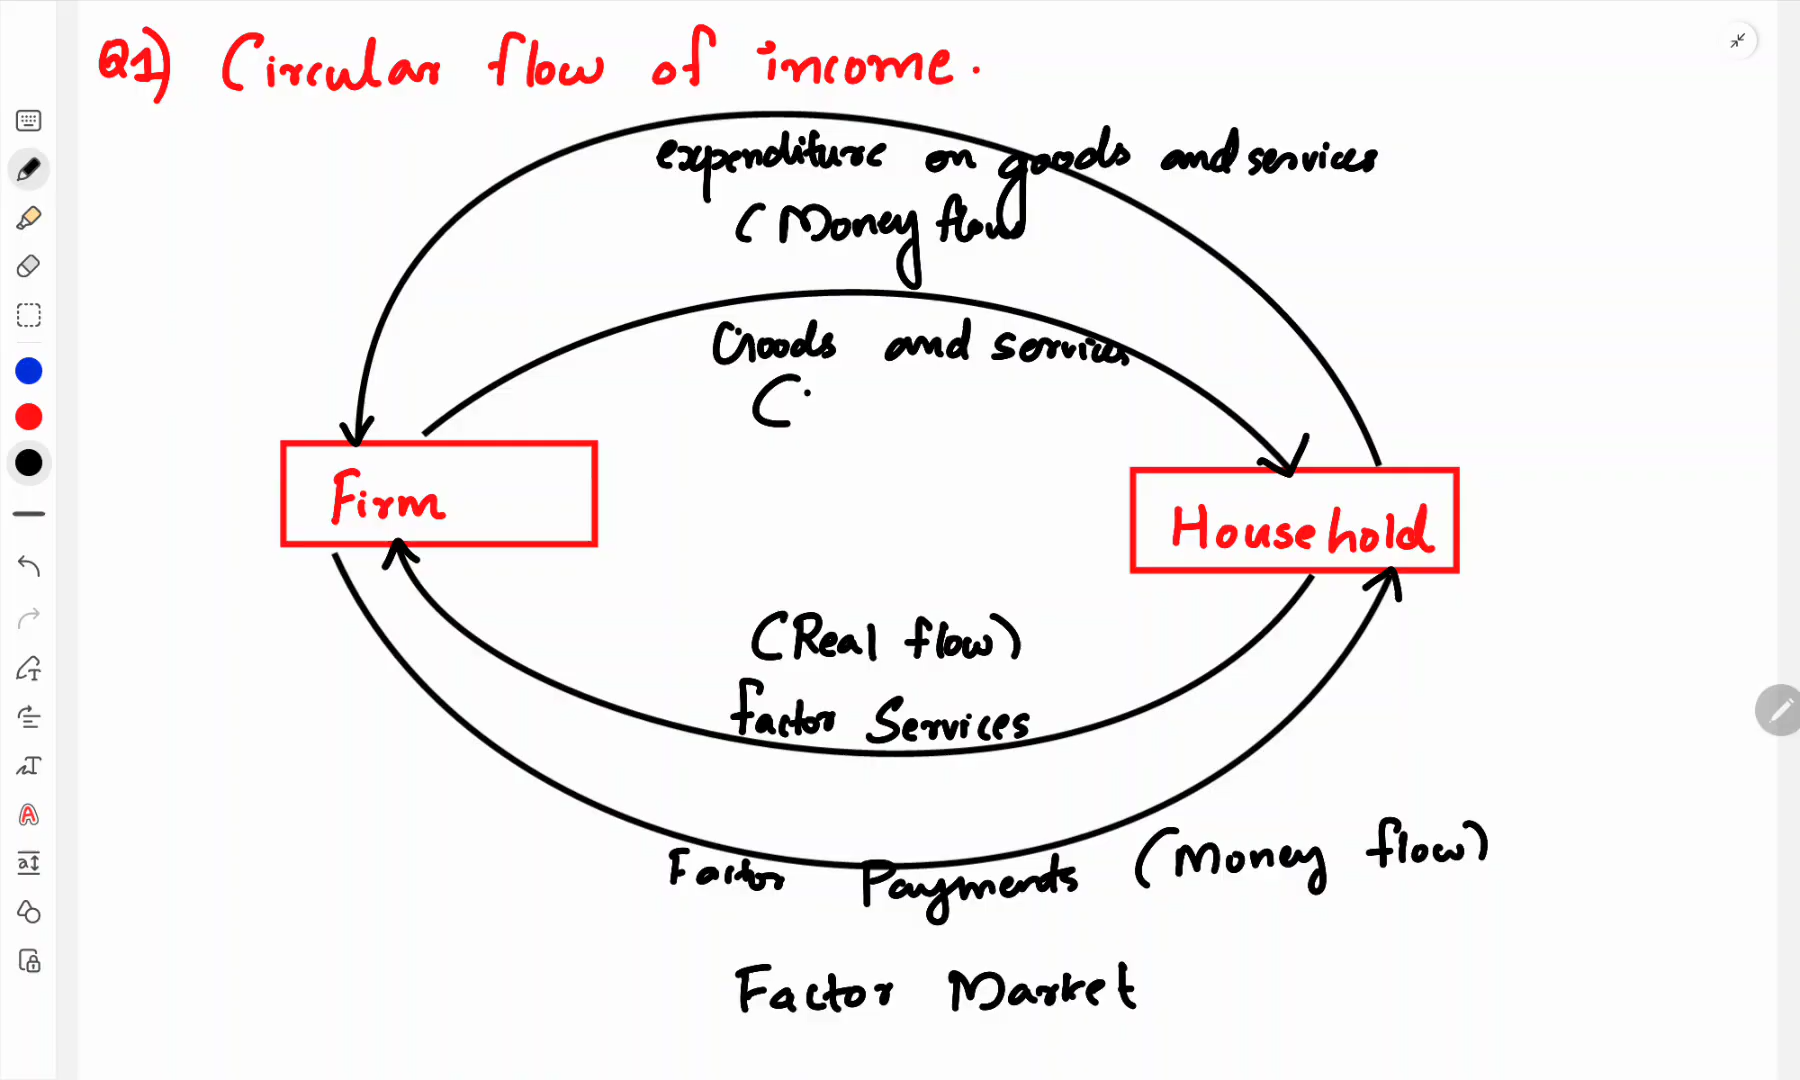 Q1) Circular flow of income.
expenditure on goods and services
(Money flow
Goods and services
(
Firm
Household
(Real flow)
factor Services
Factor Payments (Money flow)
Factor Market